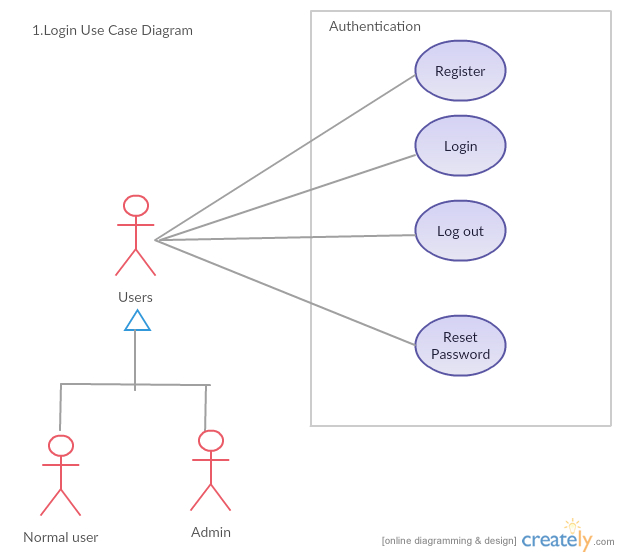 1.Login Use Case Diagram
Authentication
Register
Login
Log out
Users
Reset
Password
Normal user
Admin
[online diagramming & design] creately.com